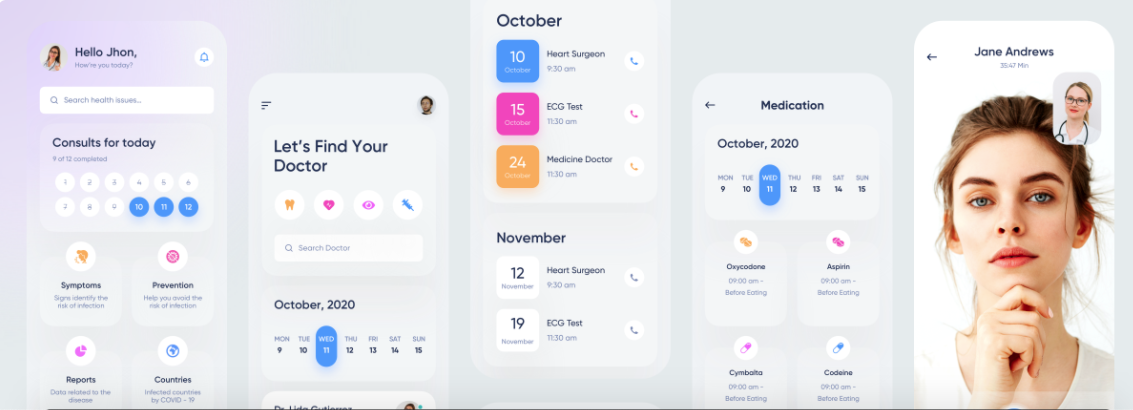 Hello Jhon,
How're you today?
Search health issues...
Consults for today
9 of 12 completed
1 2 3 4 5 6
7 8 9 10 11 12
Symptoms
Signs identify the
risk of infection
Prevention
Help you avoid the
risk of infection
Reports
Data related to the
disease
Countries
Infected countries
by COVID - 19
Let's Find Your
Doctor
Search Doctor
October, 2020
MON TUE WED THU FRI SAT SUN
9 10 11 12 13 14 15
Dr. Lida Gutierrez
October
10
October
Heart Surgeon
9:30 am
15
October
ECG Test
11:30 am
24
October
Medicine Doctor
11:30 am
November
12
November
Heart Surgeon
9:30 am
19
November
ECG Test
11:30 am
Medication
October, 2020
MON TUE WED THU FRI SAT SUN
9 10 11 12 13 14 15
Oxycodone
09:00 am -
Before Eating
Aspirin
09:00 am -
Before Eating
Cymbalta
09:00 am -
Before Eating
Codeine
09:00 am -
Before Eating
Jane Andrews
35:47 Min